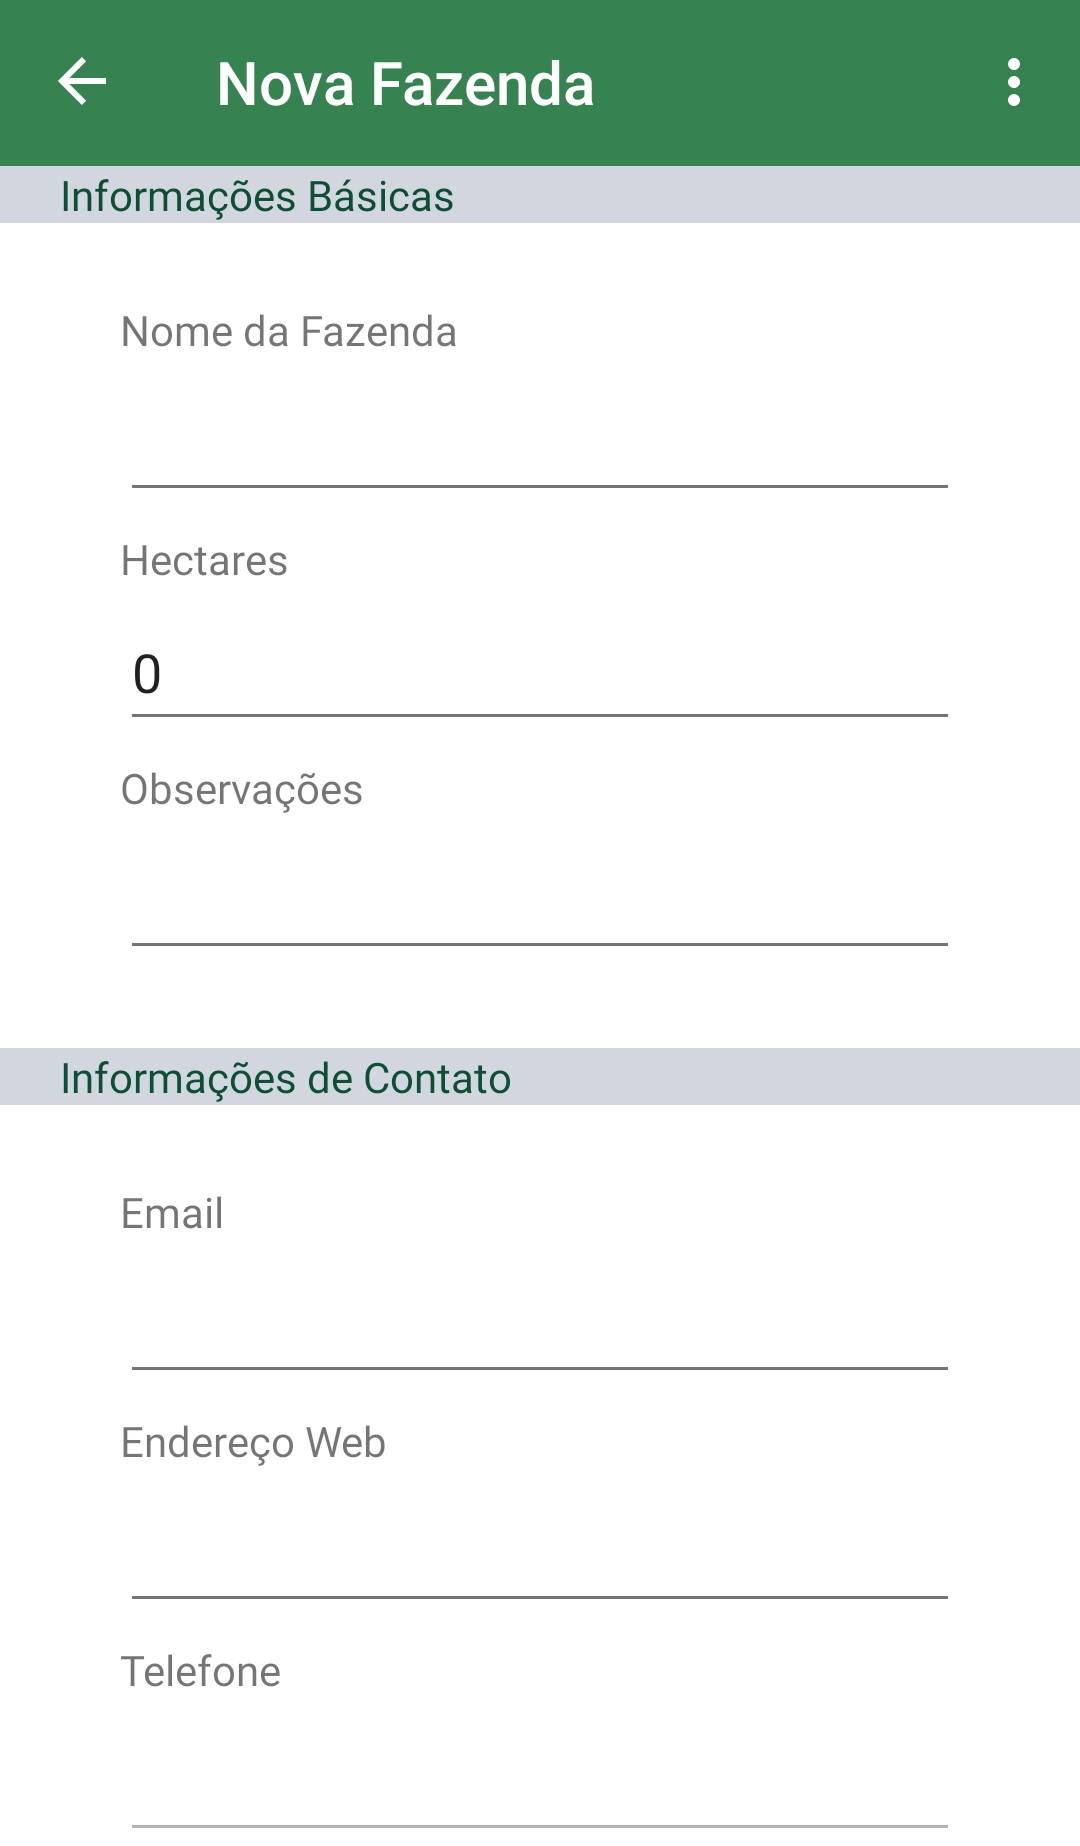 Nova Fazenda
Informações Básicas
Nome da Fazenda
Hectares
0
Observações
Informações de Contato
Email
Endereço Web
Telefone